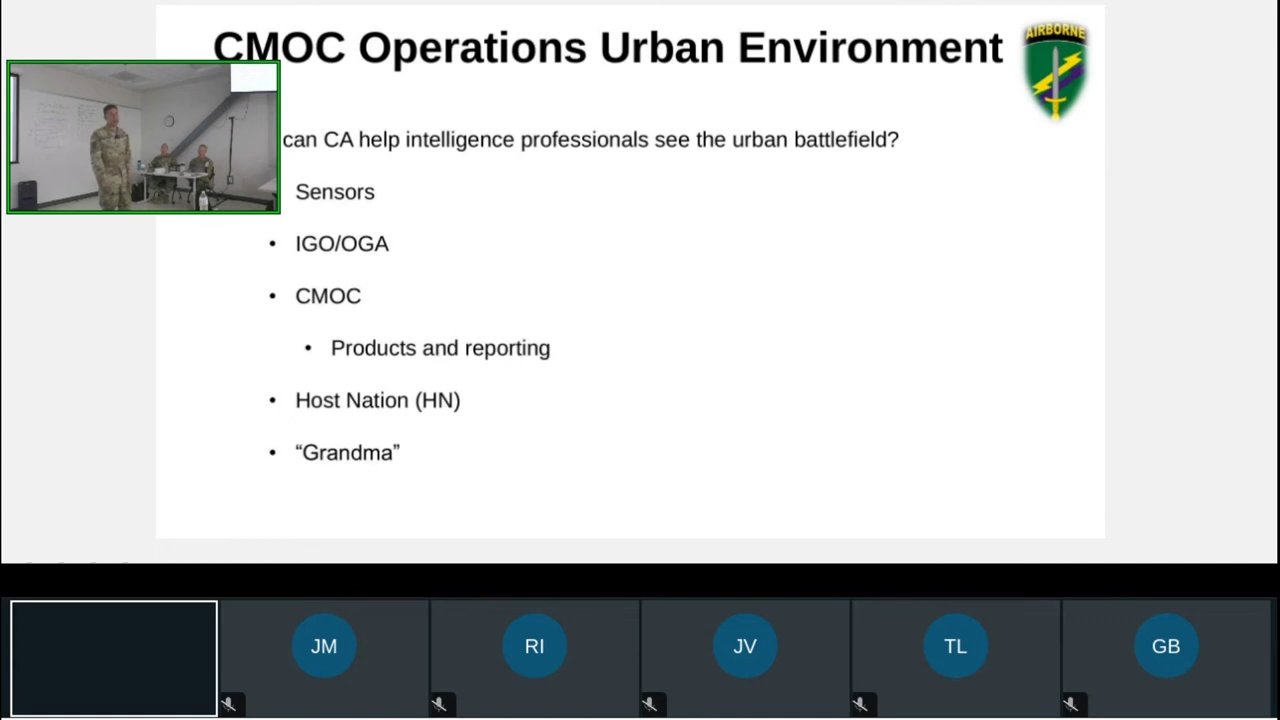 CMOC Operations Urban Environment
AIRBORNE
can CA help intelligence professionals see the urban battlefield?
Sensors
• IGO/OGA
• CMOC
• Products and reporting
• Host Nation (HN)
• “Grandma”
JM
RI
JV
TL
GB